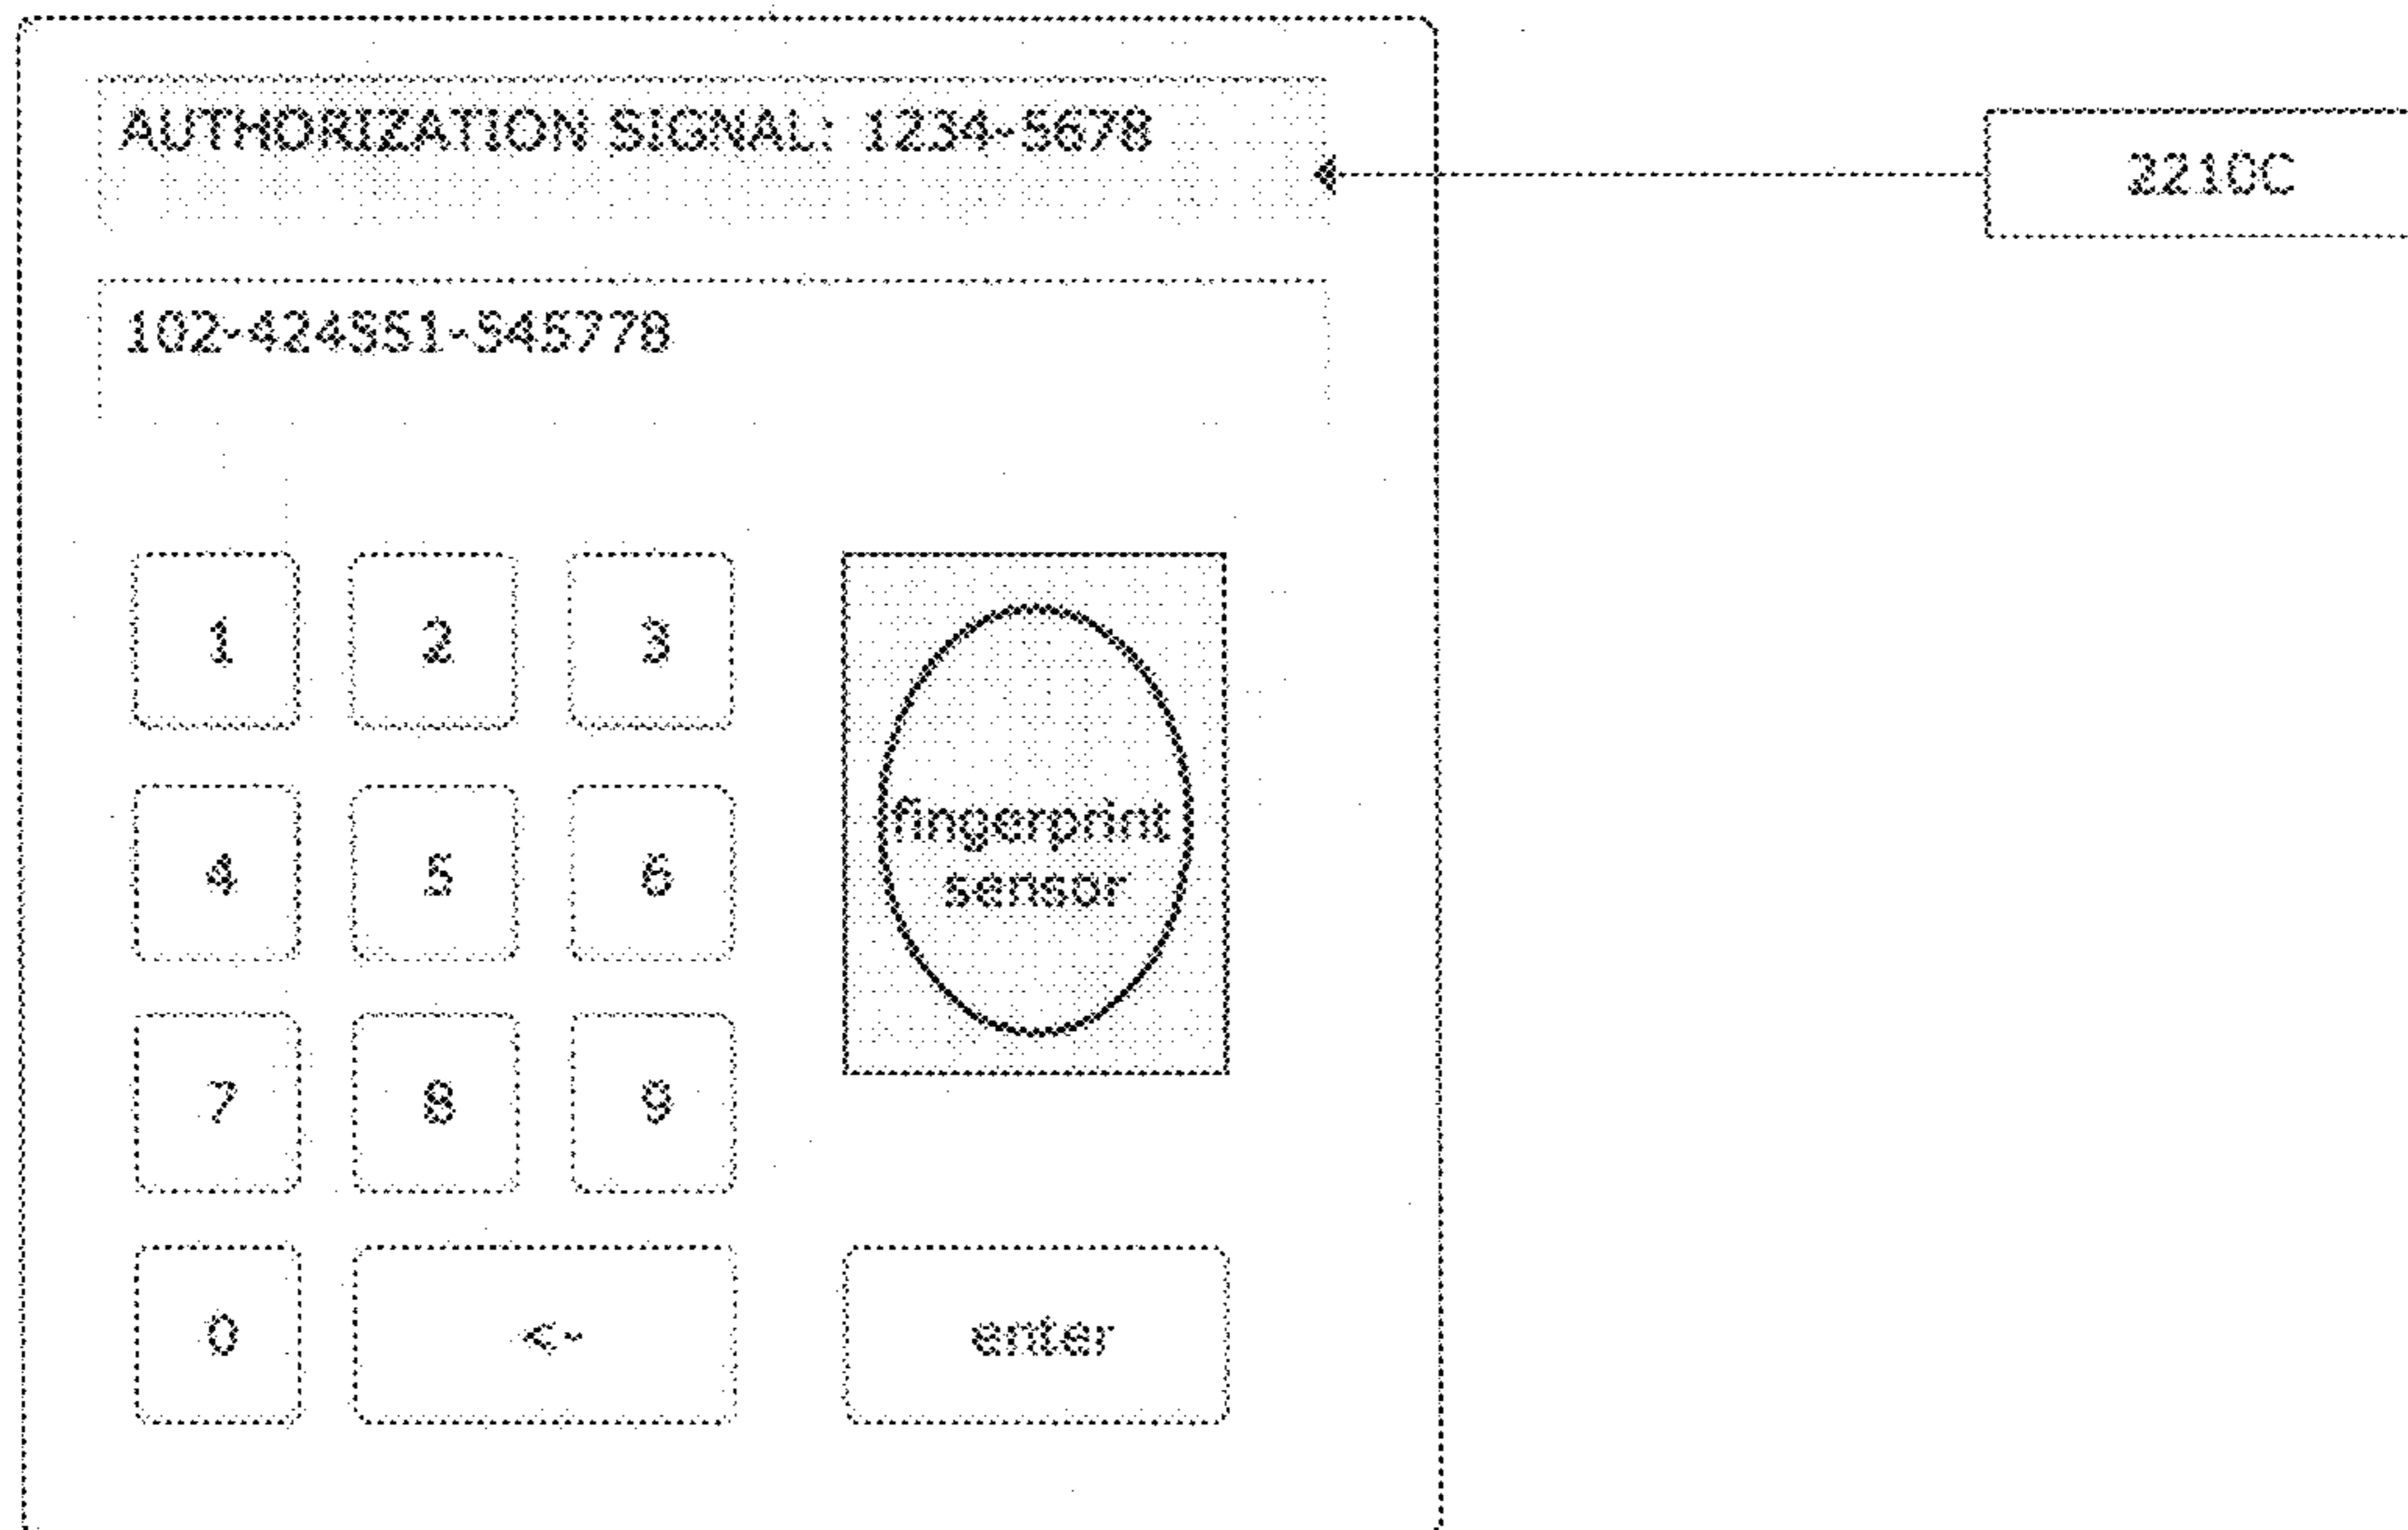 AUTHORIZATION SIGNAL: 1234-5678
2210C
102-424551-545778
1 2 3
fingerprint
4 5 6
sensor
7 8 9
0 <- enter